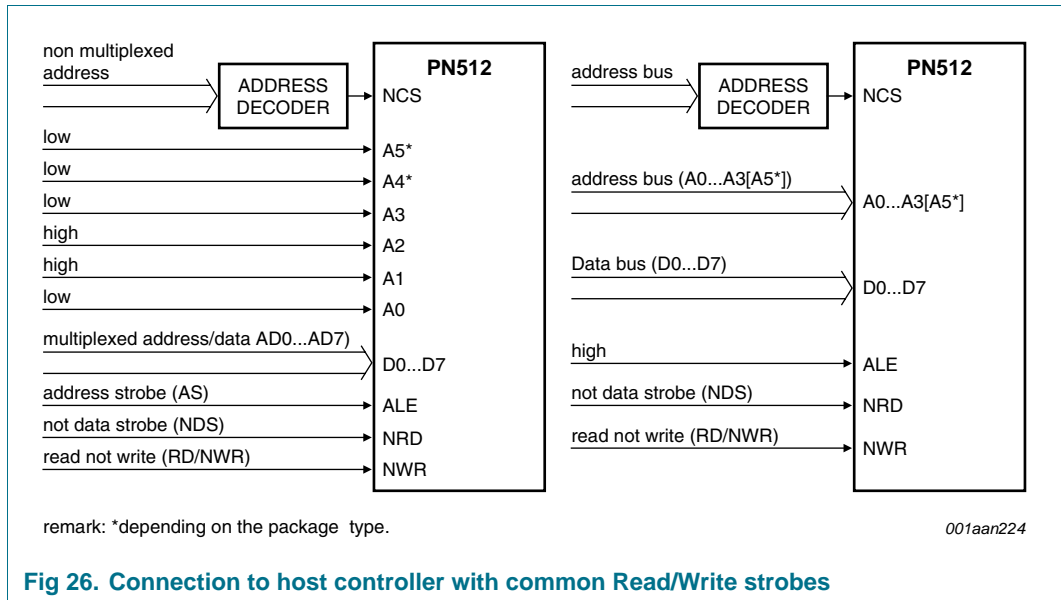 non multiplexed
address
ADDRESS
DECODER
PN512
NCS
low
A5*
low
A4*
low
A3
high
A2
high
A1
low
A0
multiplexed address/data AD0...AD7)
D0...D7
address strobe (AS)
ALE
not data strobe (NDS)
NRD
read not write (RD/NWR)
NWR
address bus
ADDRESS
DECODER
PN512
NCS
address bus (A0...A3[A5*])
A0...A3[A5*]
Data bus (D0...D7)
D0...D7
high
ALE
not data strobe (NDS)
NRD
read not write (RD/NWR)
NWR
remark: *depending on the package type.
001aan224
Fig 26. Connection to host controller with common Read/Write strobes